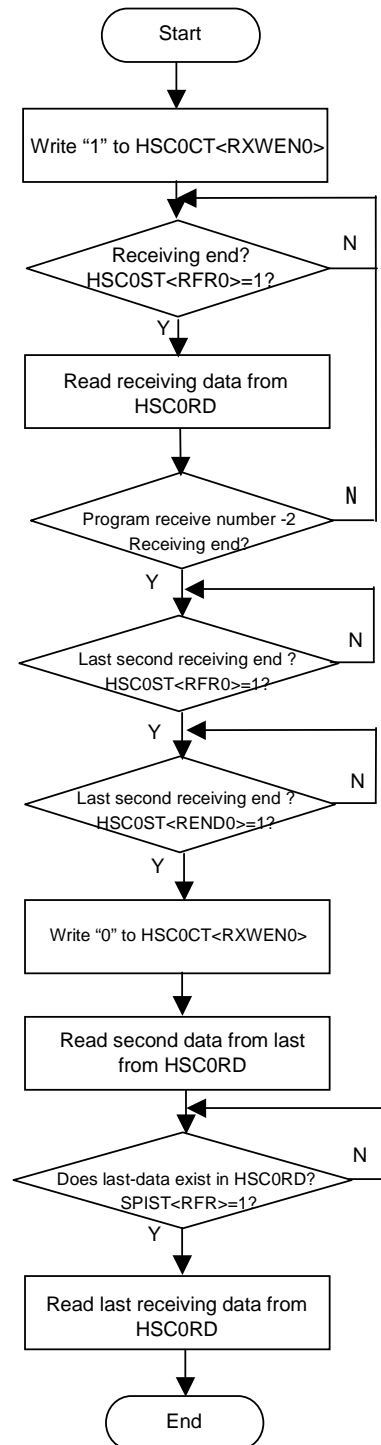 Start
Write “1” to HSC0CT<RXWEN0>
Receiving end?
N
HSC0ST<RFR0>=1?
Y
Read receiving data from
HSC0RD
N
Program receive number -2
Receiving end?
Y
N
Last second receiving end ?
HSC0ST<RFR0>=1?
Y
N
Last second receiving end ?
HSC0ST<REND0>=1?
Y
Write “0” to HSC0CT<RXWEN0>
Read second data from last
from HSC0RD
N
Does last-data exist in HSC0RD?
SPIST<RFR>=1?
Y
Read last receiving data from
HSC0RD
End